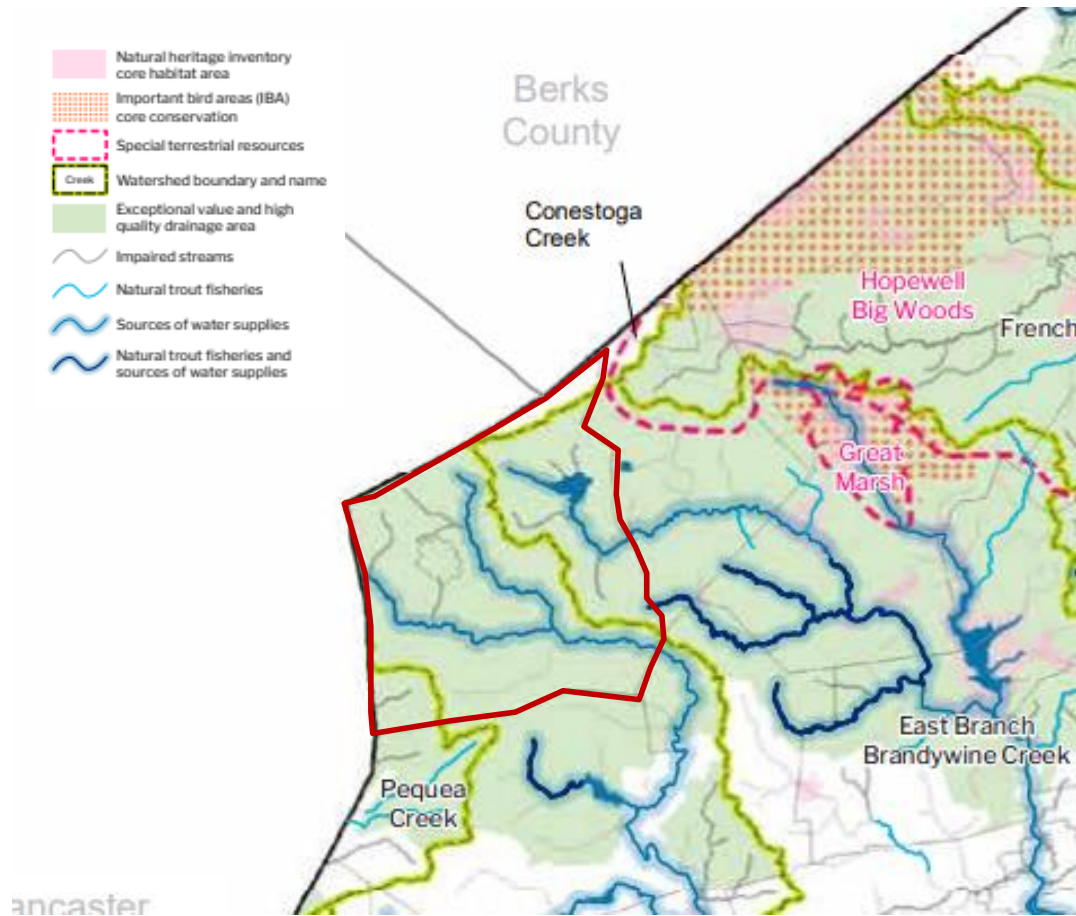 Natural heritage inventory
core habitat area
Important bird areas (IBA)
core conservation
Special terrestrial resources
Creek
Watershed boundary and name
Exceptional value and high
quality drainage area
Impaired streams
Natural trout fisheries
Sources of water supplies
Natural trout fisheries and
sources of water supplies
Berks
County
Conestoga
Creek
Hopewell
Big Woods
French
Great
Marsh
East Branch
Brandywine Creek
Pequea
Creek
ancaster